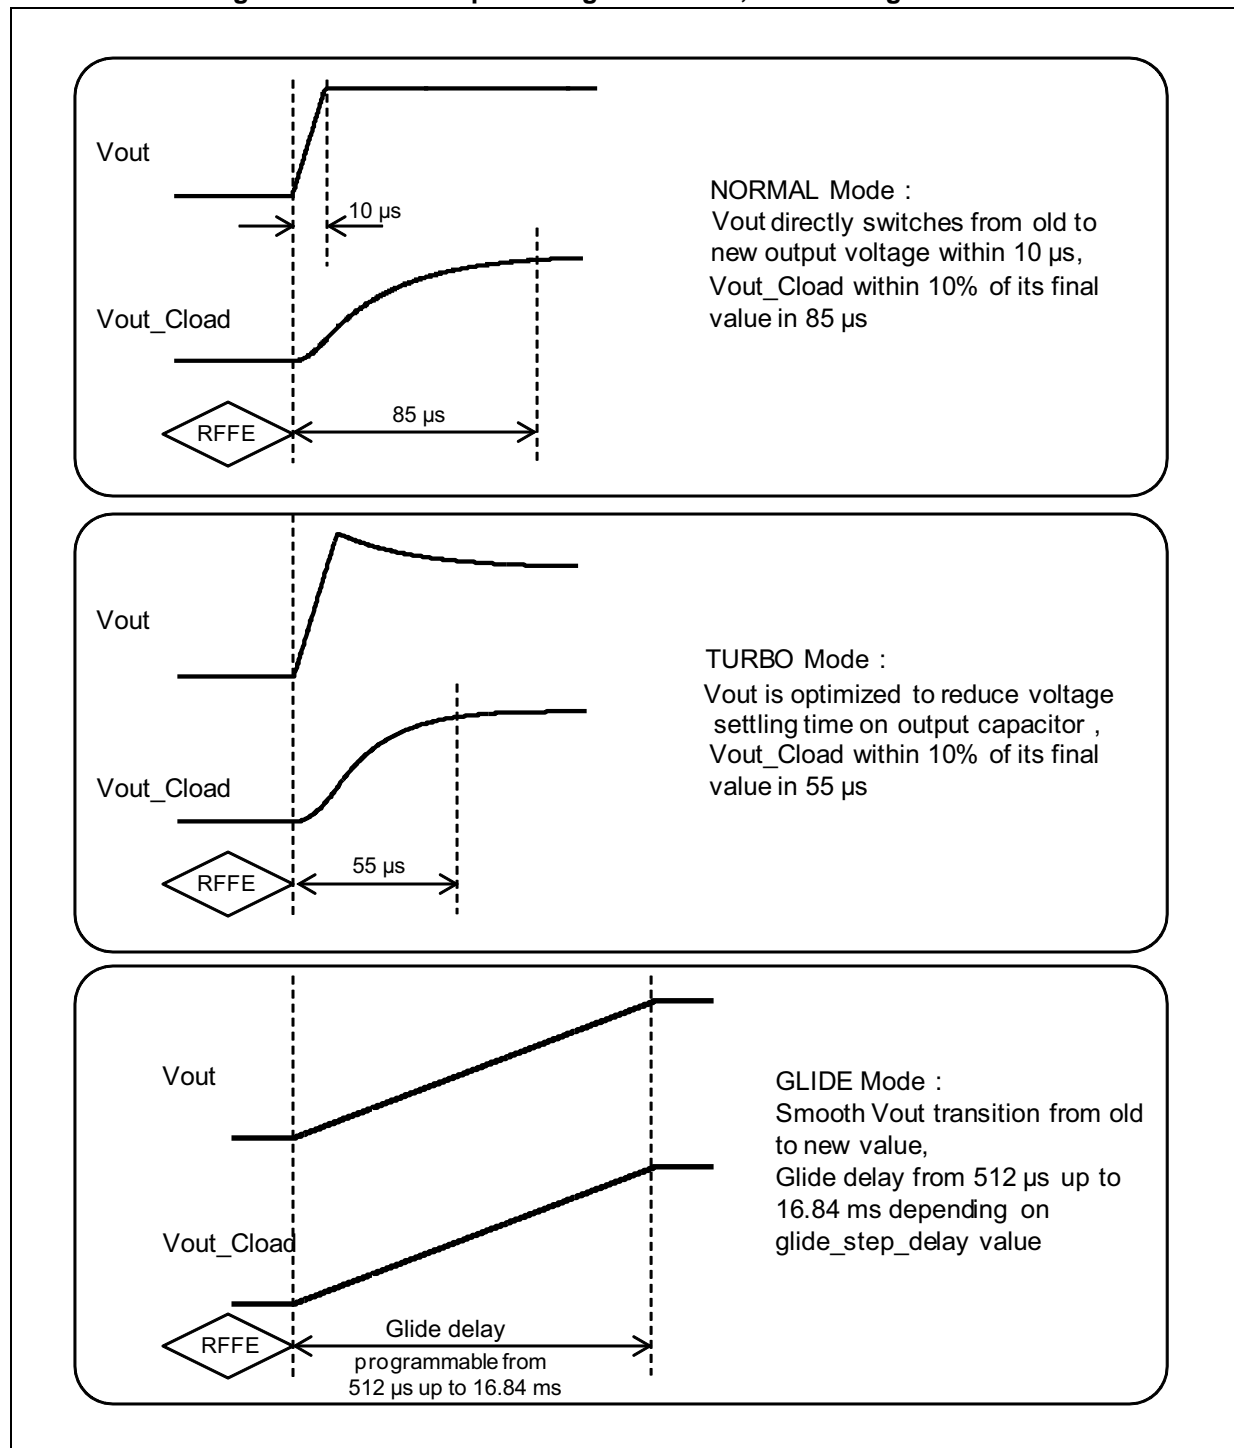 Vout
10 µs
Vout_Cload
RFFE
85 µs
NORMAL Mode :
Vout directly switches from old to
new output voltage within 10 µs,
Vout_Cload within 10% of its final
value in 85 µs
Vout
Vout_Cload
RFFE
55 µs
TURBO Mode :
Vout is optimized to reduce voltage
settling time on output capacitor ,
Vout_Cload within 10% of its final
value in 55 µs
Vout
Vout_Cload
RFFE
Glide delay
programmable from
512 µs up to 16.84 ms
GLIDE Mode :
Smooth Vout transition from old
to new value,
Glide delay from 512 µs up to
16.84 ms depending on
glide_step_delay value